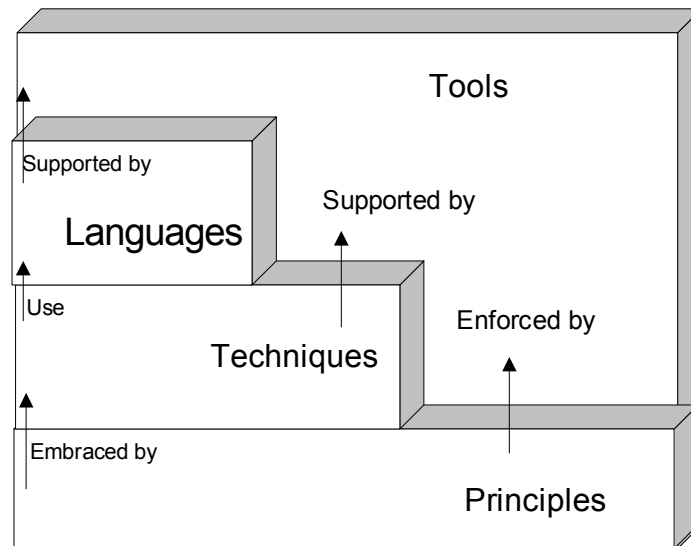 Tools
Supported by
Supported by
Languages
Use
Enforced by
Techniques
Embraced by
Principles